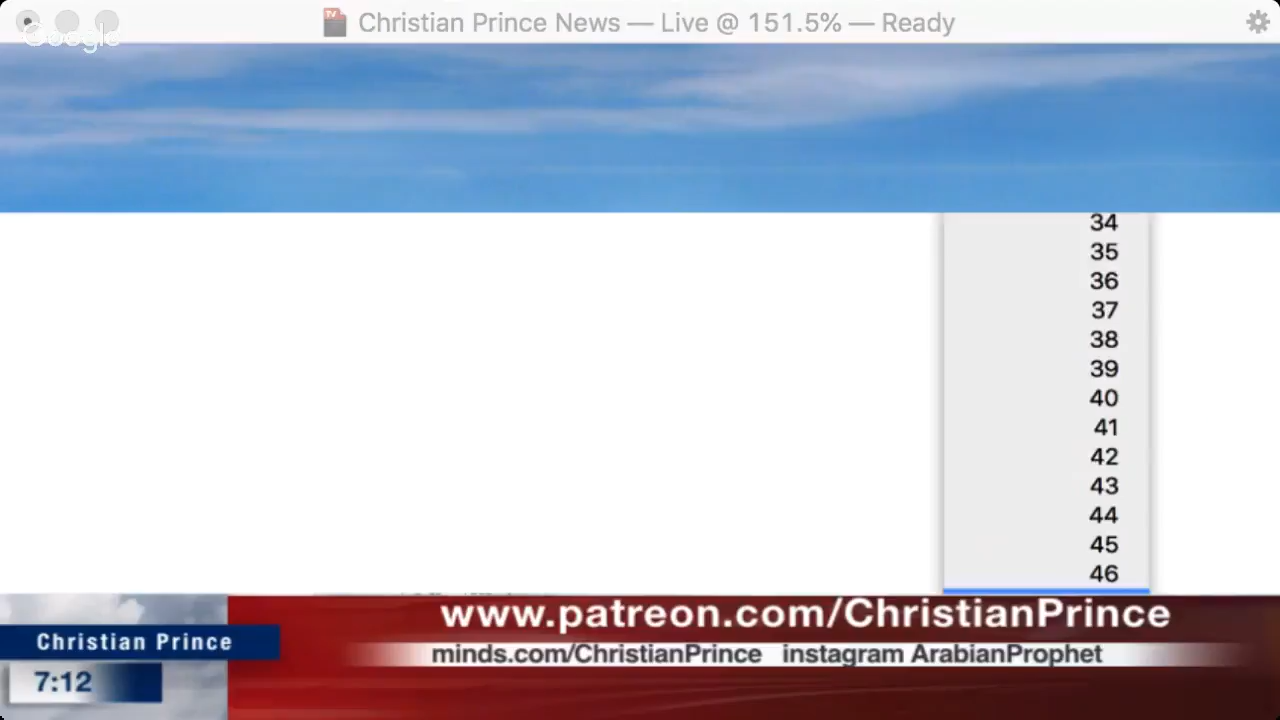 Christian Prince News — Live @ 151.5% — Ready
Google
34
35
36
37
38
39
40
41
42
43
44
45
46
www.patreon.com/ChristianPrince
Christian Prince
minds.com/ChristianPrince instagram ArabianProphet
7:12